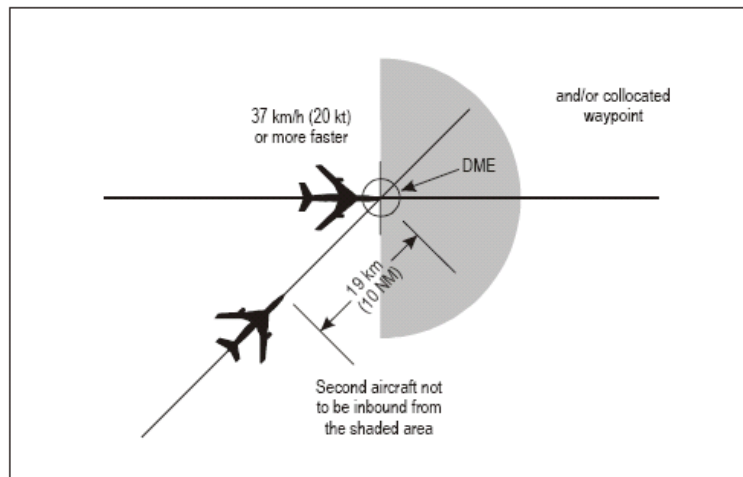 and/or collocated
waypoint
37 km/h (20 kt)
or more faster
DME
19 km
(10 NM)
Second aircraft not
to be inbound from
the shaded area